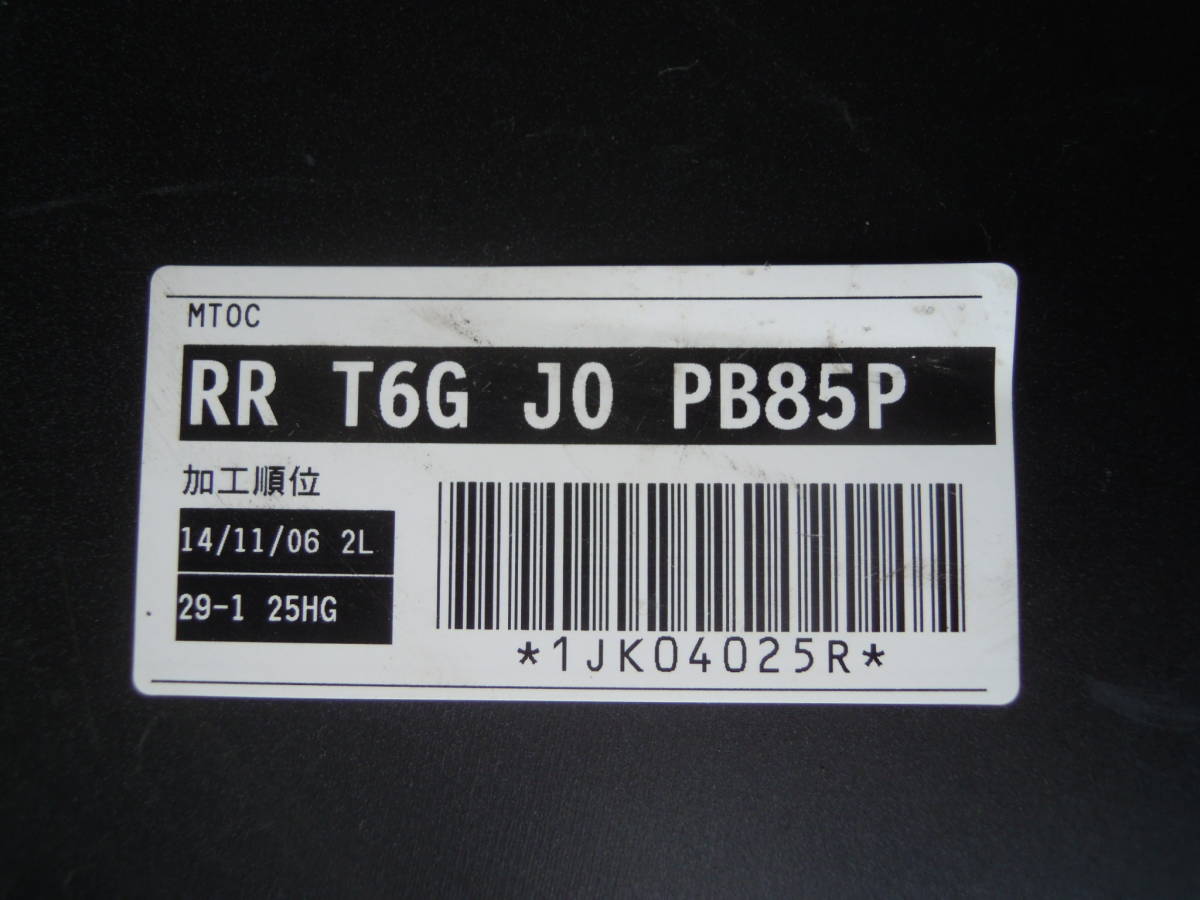 MTOC
RR T6G J0 PB85P
加工順位
14/11/06 2L
29-1 25HG
*1JK04025R*